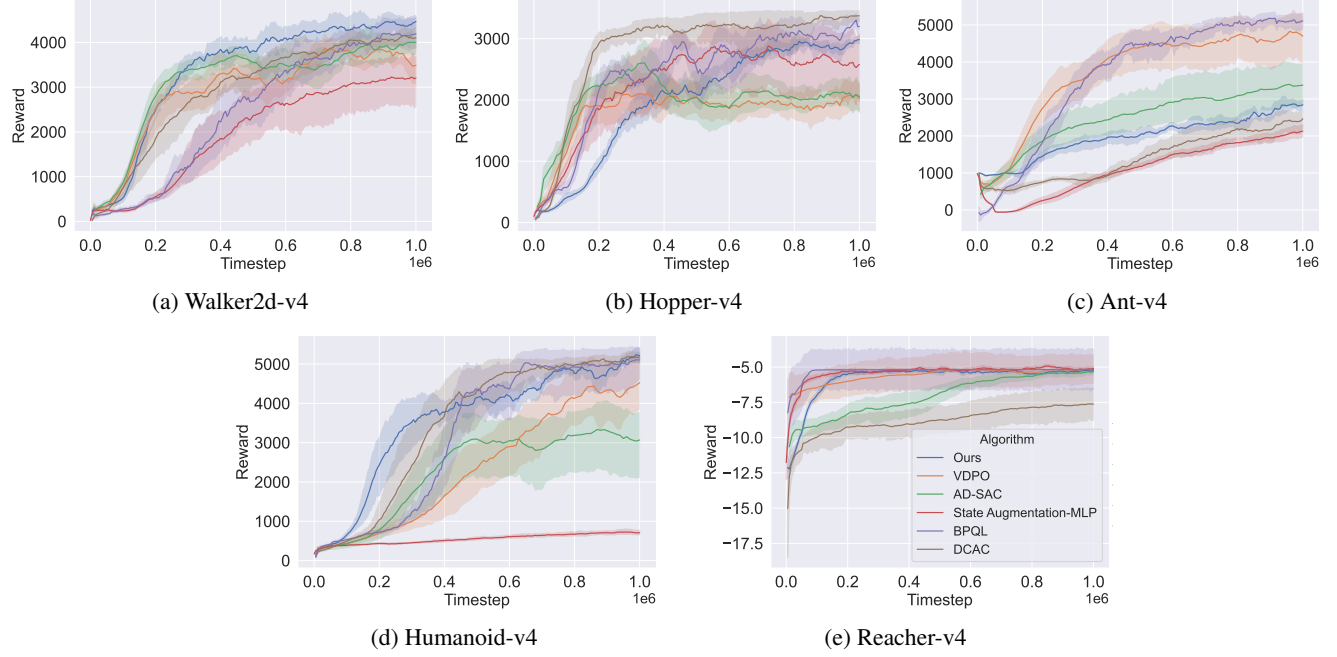 4000
3000
2000
1000
0
Reward
0.0 0.2 0.4 0.6 0.8 1.0
Timestep 1e6
(a) Walker2d-v4
3000
2000
1000
0
Reward
0.0 0.2 0.4 0.6 0.8 1.0
Timestep 1e6
(b) Hopper-v4
5000
4000
3000
2000
1000
0
Reward
0.0 0.2 0.4 0.6 0.8 1.0
Timestep 1e6
(c) Ant-v4
5000
4000
3000
2000
1000
0
Reward
0.0 0.2 0.4 0.6 0.8 1.0
Timestep 1e6
(d) Humanoid-v4
−5.0
−7.5
−10.0
−12.5
−15.0
−17.5
Reward
Algorithm
Ours
VDPO
AD-SAC
State Augmentation-MLP
BPQL
DCAC
0.0 0.2 0.4 0.6 0.8 1.0
Timestep 1e6
(e) Reacher-v4